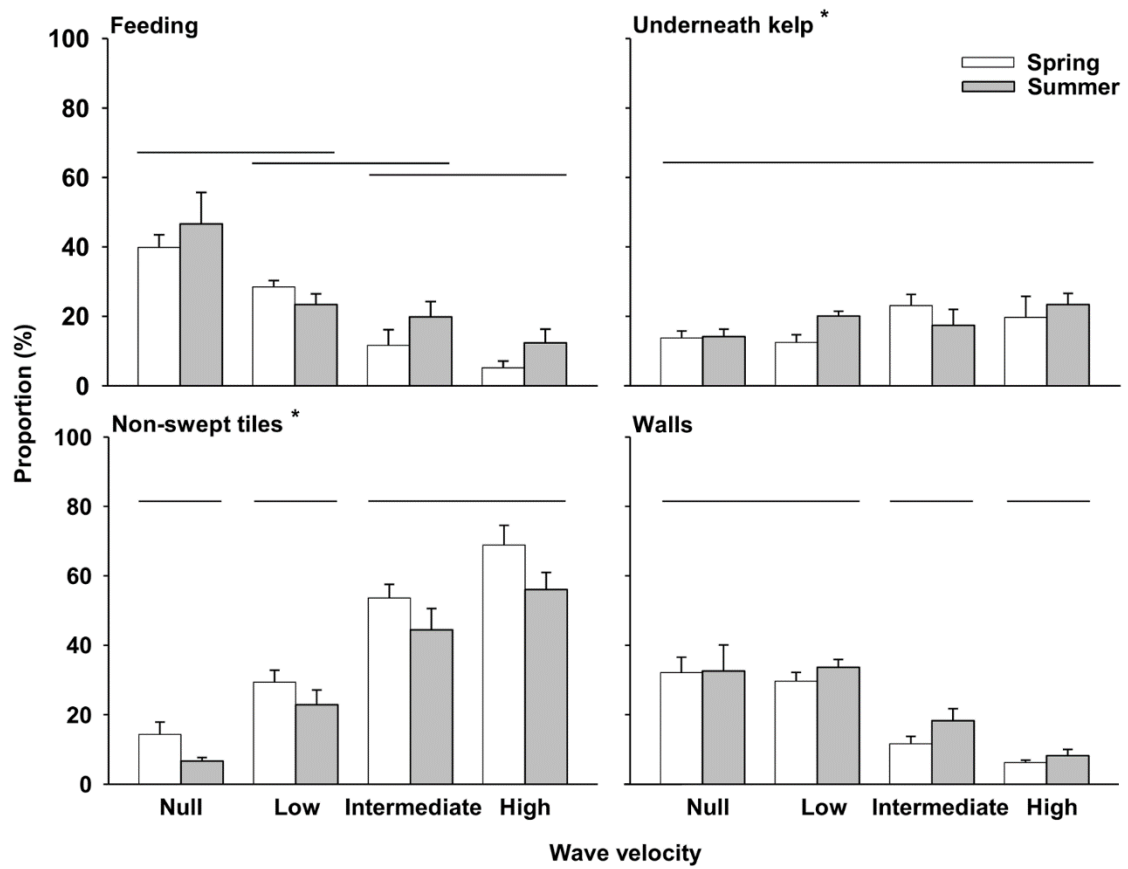 Feeding
Underneath kelp *
Spring
Summer
100
80
60
40
20
0
Proportion (%)
Non-swept tiles *
Walls
100
80
60
40
20
0
Null Low Intermediate High
Null Low Intermediate High
Wave velocity